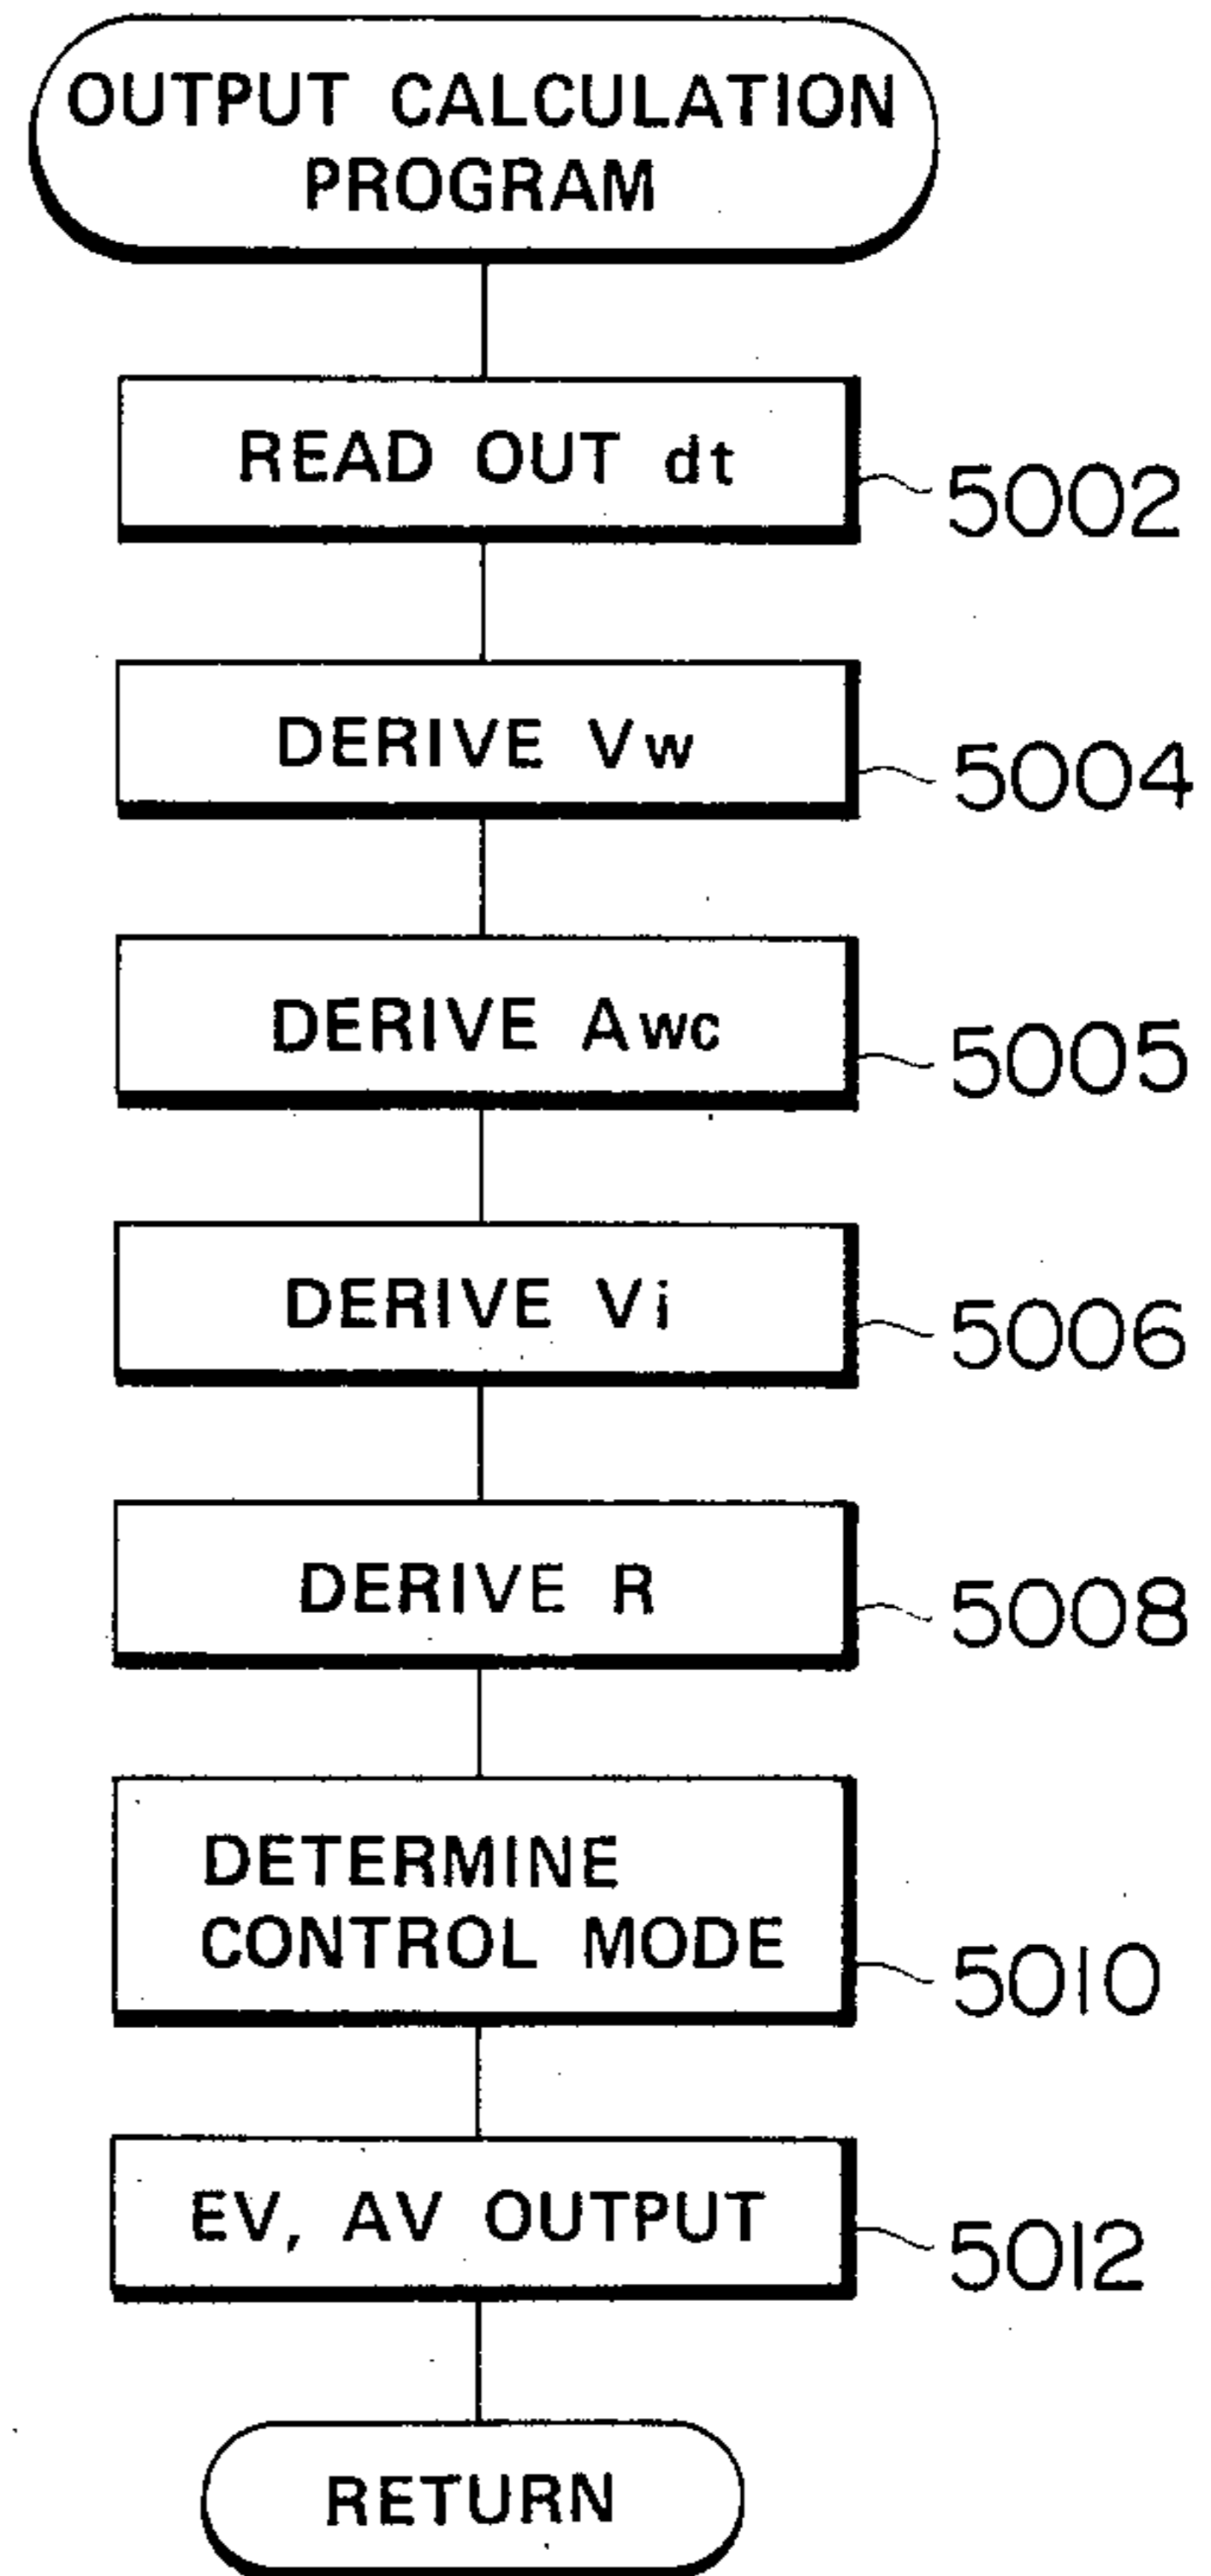 OUTPUT CALCULATION
PROGRAM
READ OUT dt
5002
DERIVE Vw
5004
DERIVE Awc
5005
DERIVE Vi
5006
DERIVE R
5008
DETERMINE
CONTROL MODE
5010
EV, AV OUTPUT
5012
RETURN